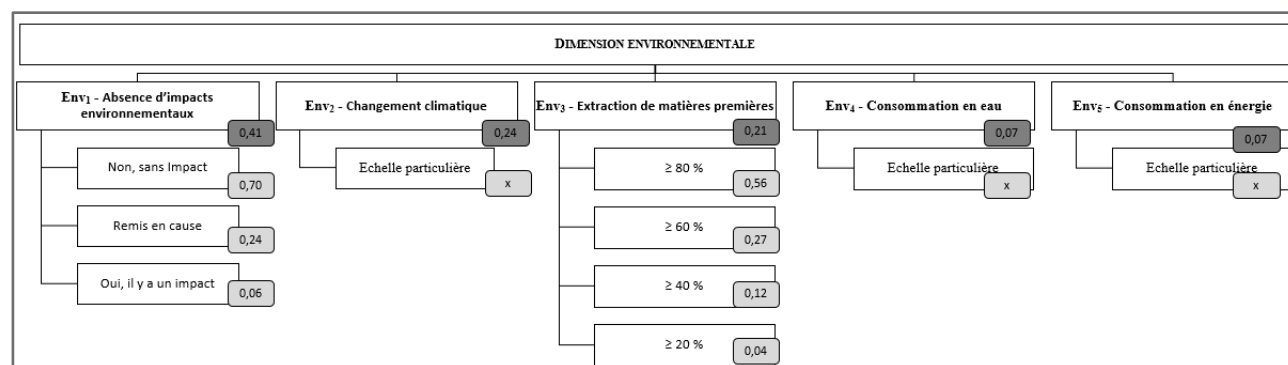 DIMENSION ENVIRONNEMENTALE
Env₁ - Absence d'impacts
environnementaux
0,41
Non, sans Impact
0,70
Remis en cause
0,24
Oui, il y a un impact
0,06
Env₂ - Changement climatique
0,24
Echelle particulière
x
Env₃ - Extraction de matières premières
0,21
≥ 80 %
0,56
≥ 60 %
0,27
≥ 40 %
0,12
≥ 20 %
0,04
Env₄ - Consommation en eau
0,07
Echelle particulière
x
Env₅ - Consommation en énergie
0,07
Echelle particulière
x